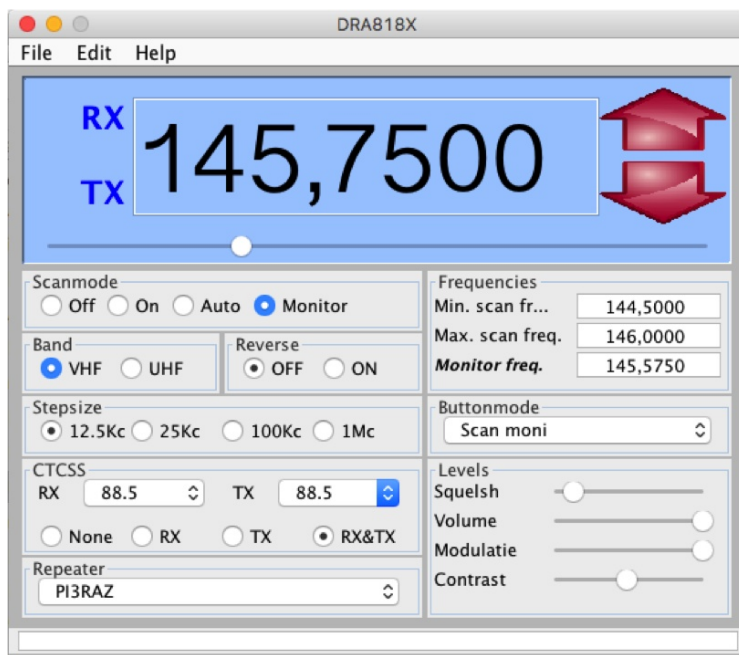 DRA818X
File Edit Help
RX
145,7500
TX
Scanmode
Off On Auto Monitor
Band
VHF UHF
Reverse
OFF ON
Stepsize
12.5Kc 25Kc 100Kc 1Mc
CTCSS
RX 88.5 TX 88.5
None RX TX RX&TX
Repeater
PI3RAZ
Frequencies
Min. scan fr... 144,5000
Max. scan freq. 146,0000
Monitor freq. 145,5750
Buttonmode
Scan moni
Levels
Squelsh
Volume
Modulatie
Contrast